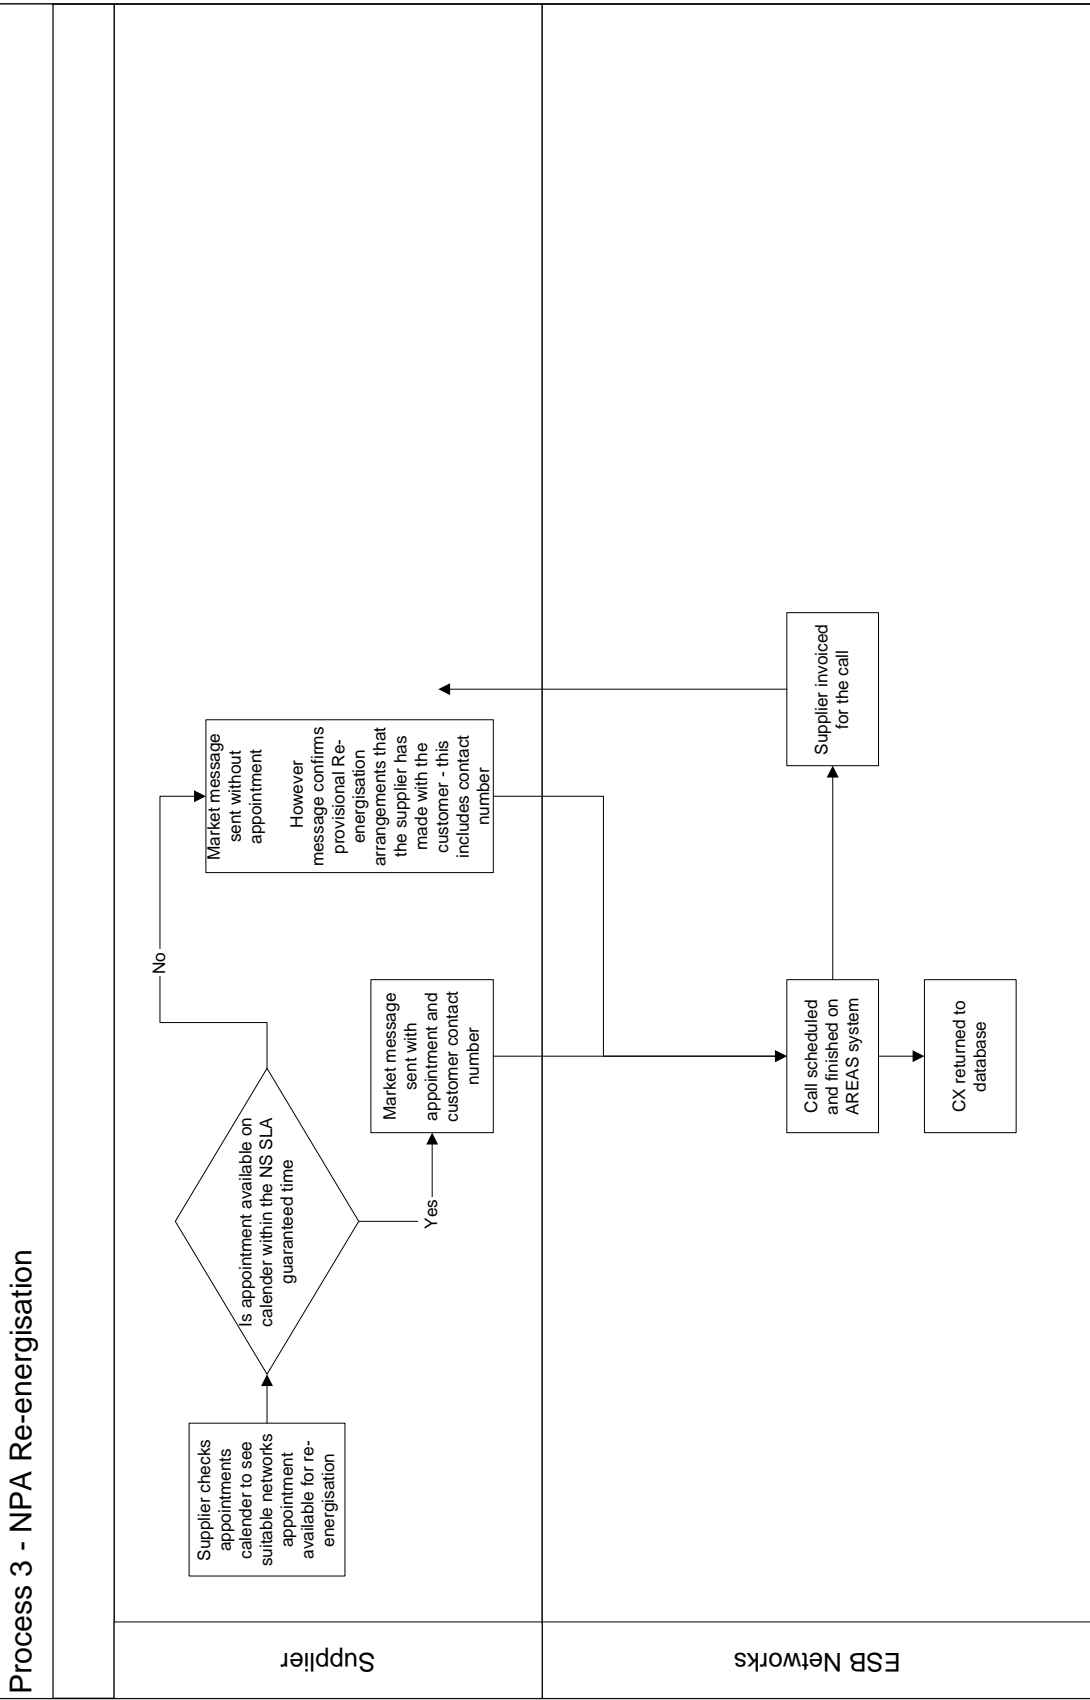 Process 3 - NPA Re-energisation
Supplier
Supplier checks
appointments
calender to see
suitable networks
appointment
available for re-
energisation
Is appointment available on
calender within the NS SLA
guaranteed time
No
Yes
Market message
sent without
appointment
However
message confirms
provisional Re-
energisation
arrangements that
the supplier has
made with the
customer - this
includes contact
number
Market message
sent with
appointment and
customer contact
number
ESB Networks
Call scheduled
and finished on
AREAS system
CX returned to
database
Supplier invoiced
for the call